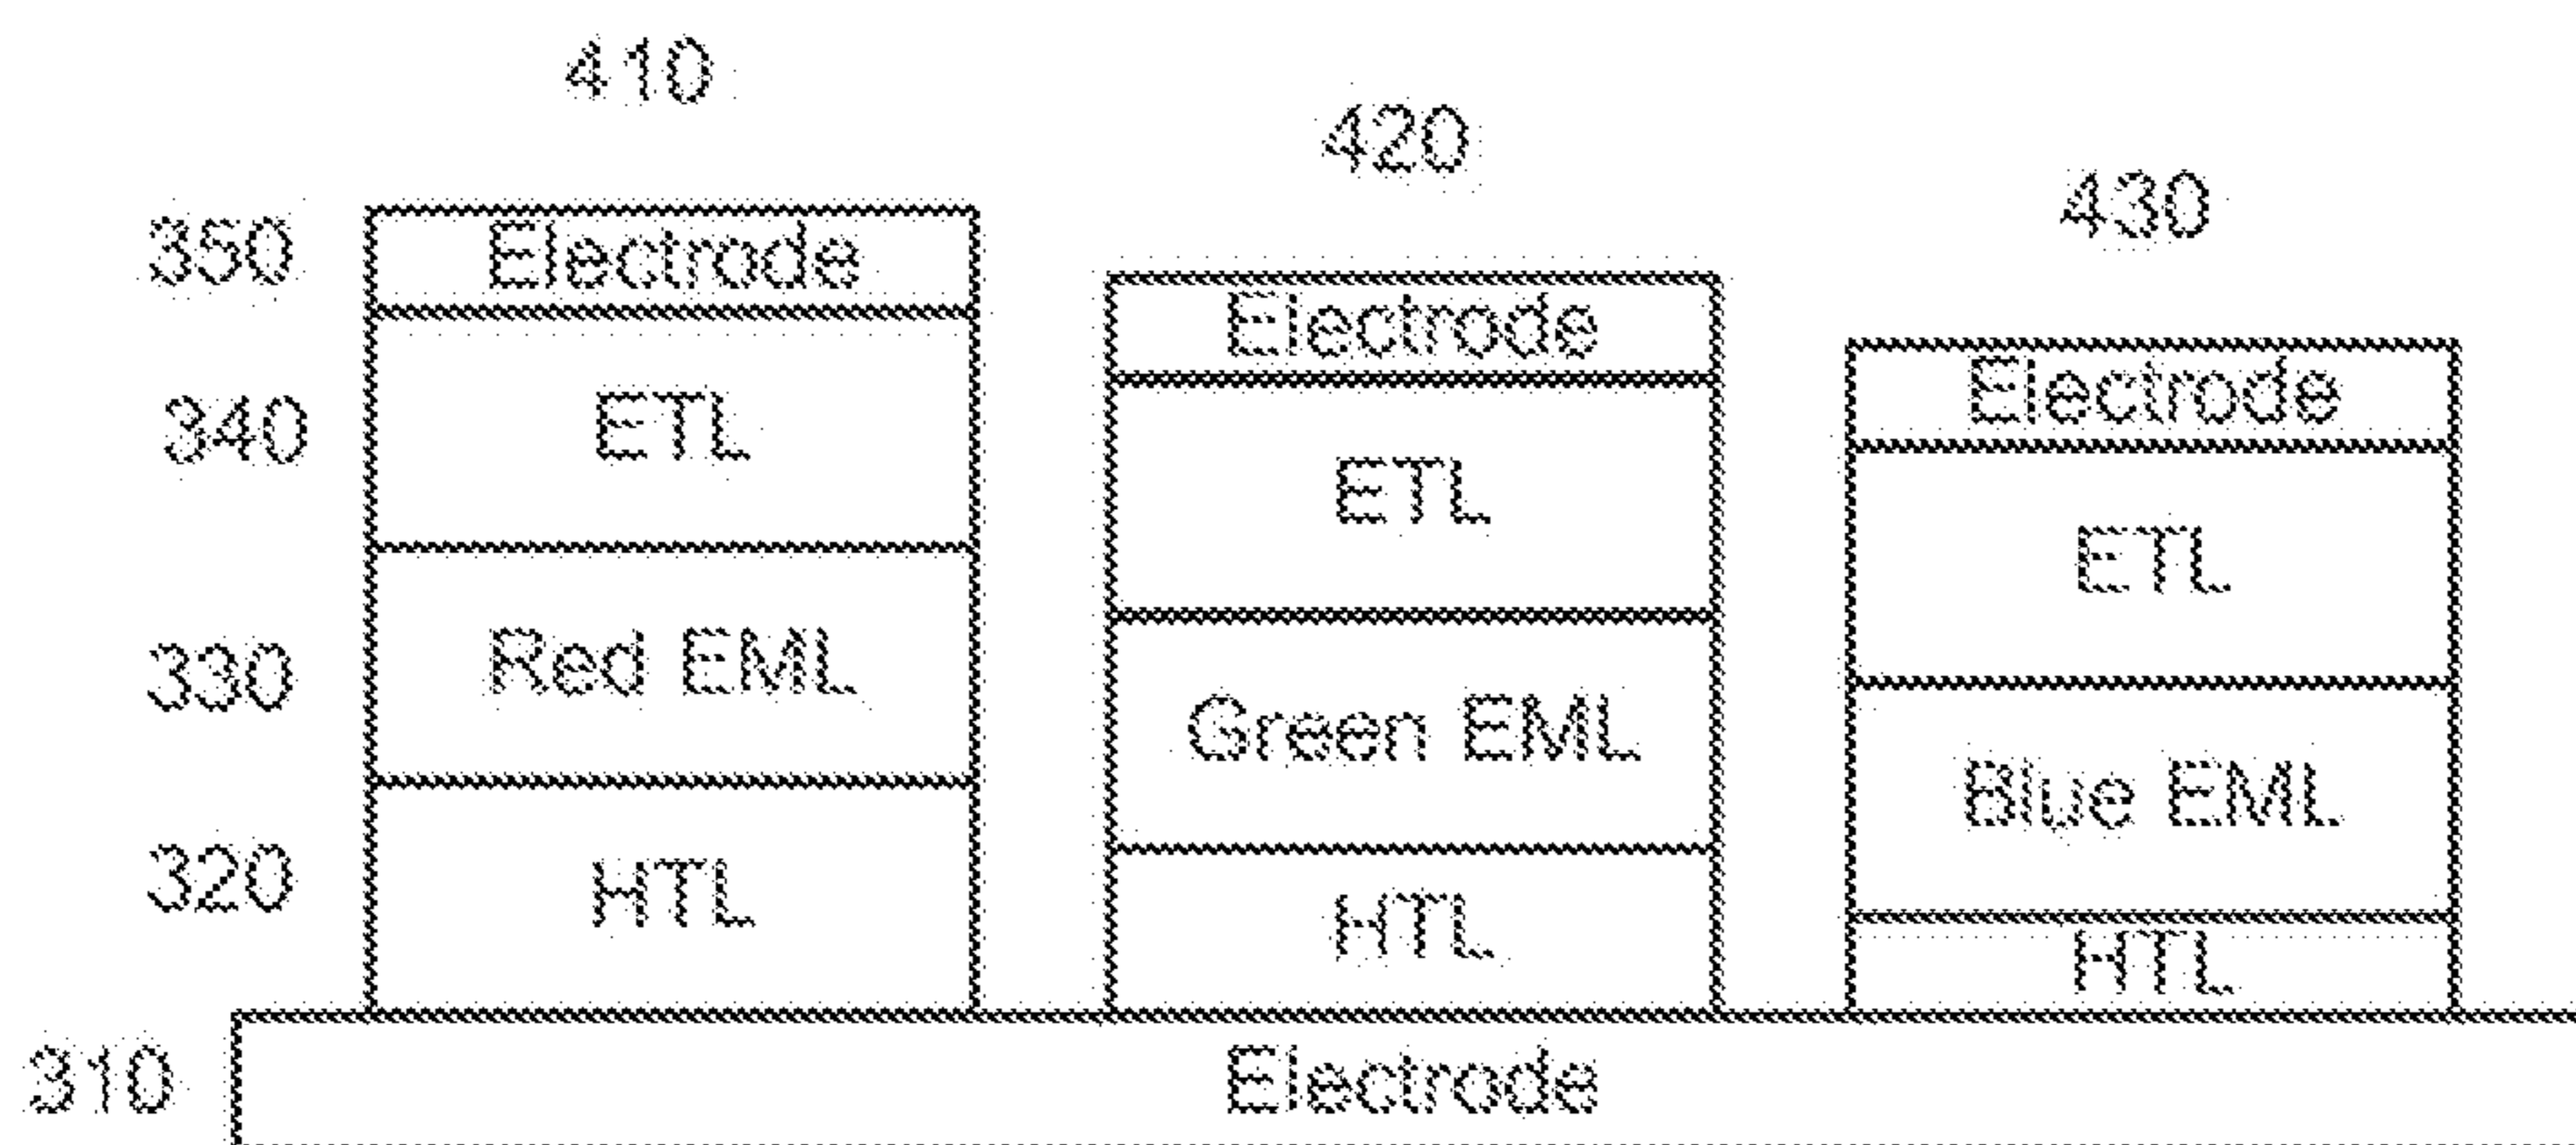 410
420
430
350
Electrode
Electrode
Electrode
340
ETL
ETL
ETL
330
Red EML
Green EML
Blue EML
320
HTL
HTL
HTL
310
Electrode